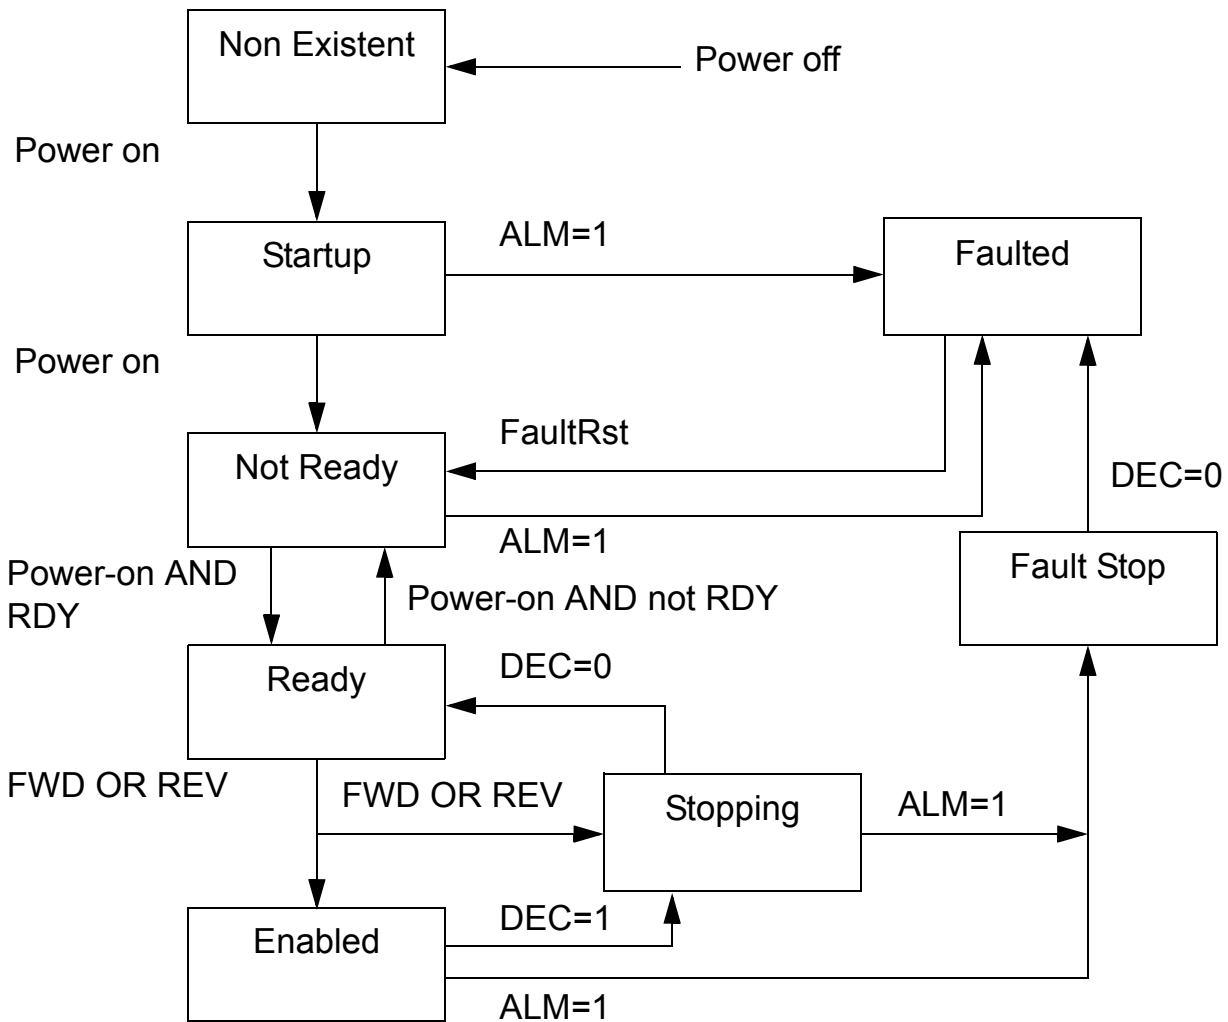 Non Existent
Power off
Power on
Startup
ALM=1
Faulted
Power on
Not Ready
FaultRst
DEC=0
ALM=1
Fault Stop
Power-on AND
RDY
Power-on AND not RDY
Ready
DEC=0
FWD OR REV
FWD OR REV
Stopping
ALM=1
Enabled
DEC=1
ALM=1